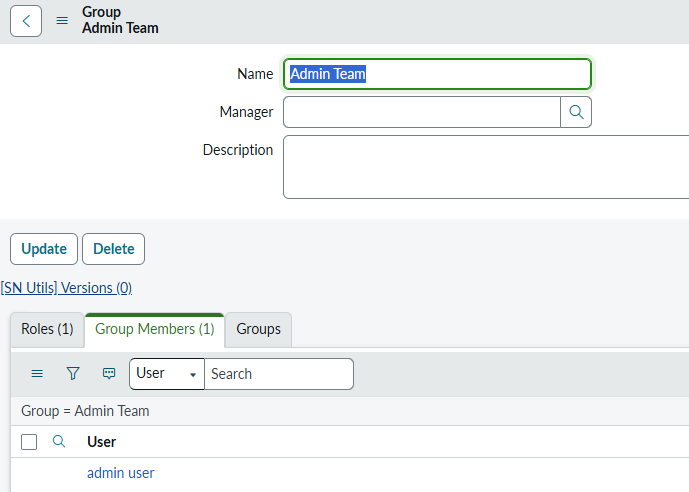 Group
Admin Team
Name Admin Team
Manager
Description
Update Delete
[SN Utils] Versions (0)
Roles (1) Group Members (1) Groups
User Search
Group = Admin Team
User
admin user